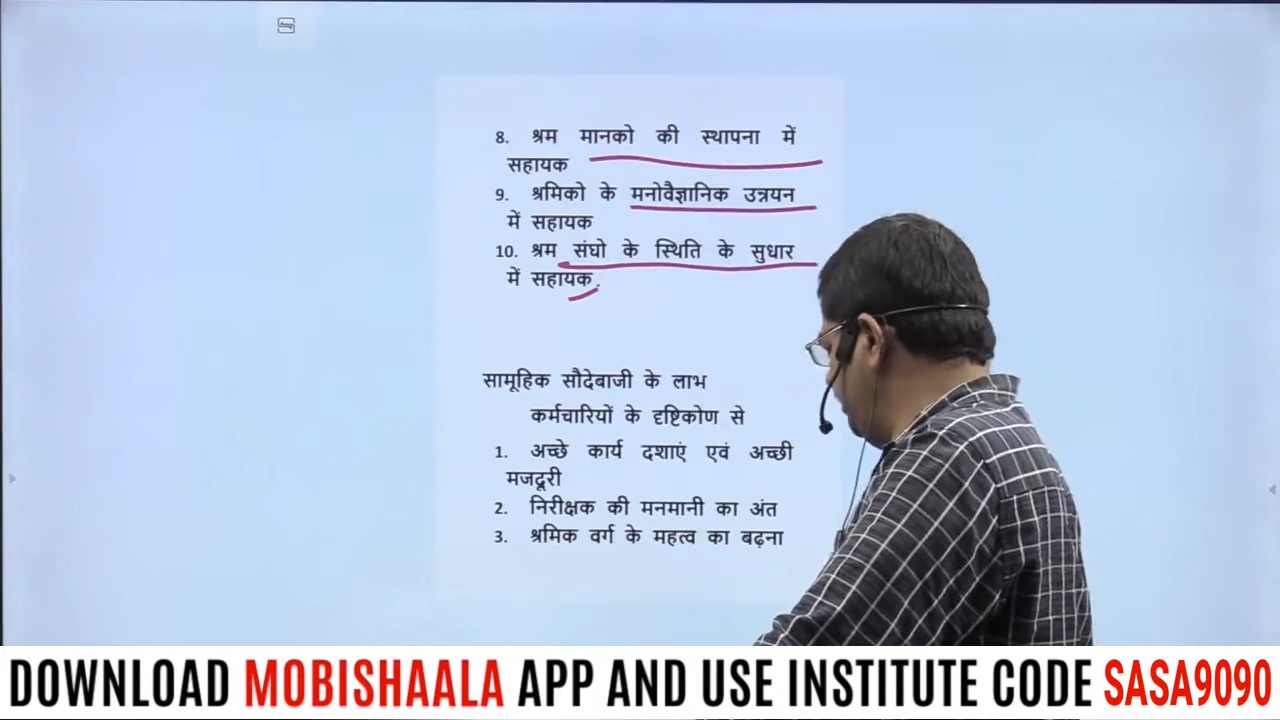 8. श्रम मानको की स्थापना में
सहायक
9. श्रमिको के मनोवैज्ञानिक उन्नयन
में सहायक
10. श्रम संघो के स्थिति के सुधार
में सहायक.
सामूहिक सौदेबाजी के लाभ
कर्मचारियों के दृष्टिकोण से
1. अच्छे कार्य दशाएं एवं अच्छी
मजदूरी
2. निरीक्षक की मनमानी का अंत
3. श्रमिक वर्ग के महत्व का बढ़ना
DOWNLOAD MOBISHAALA APP AND USE INSTITUTE CODE SASA9090